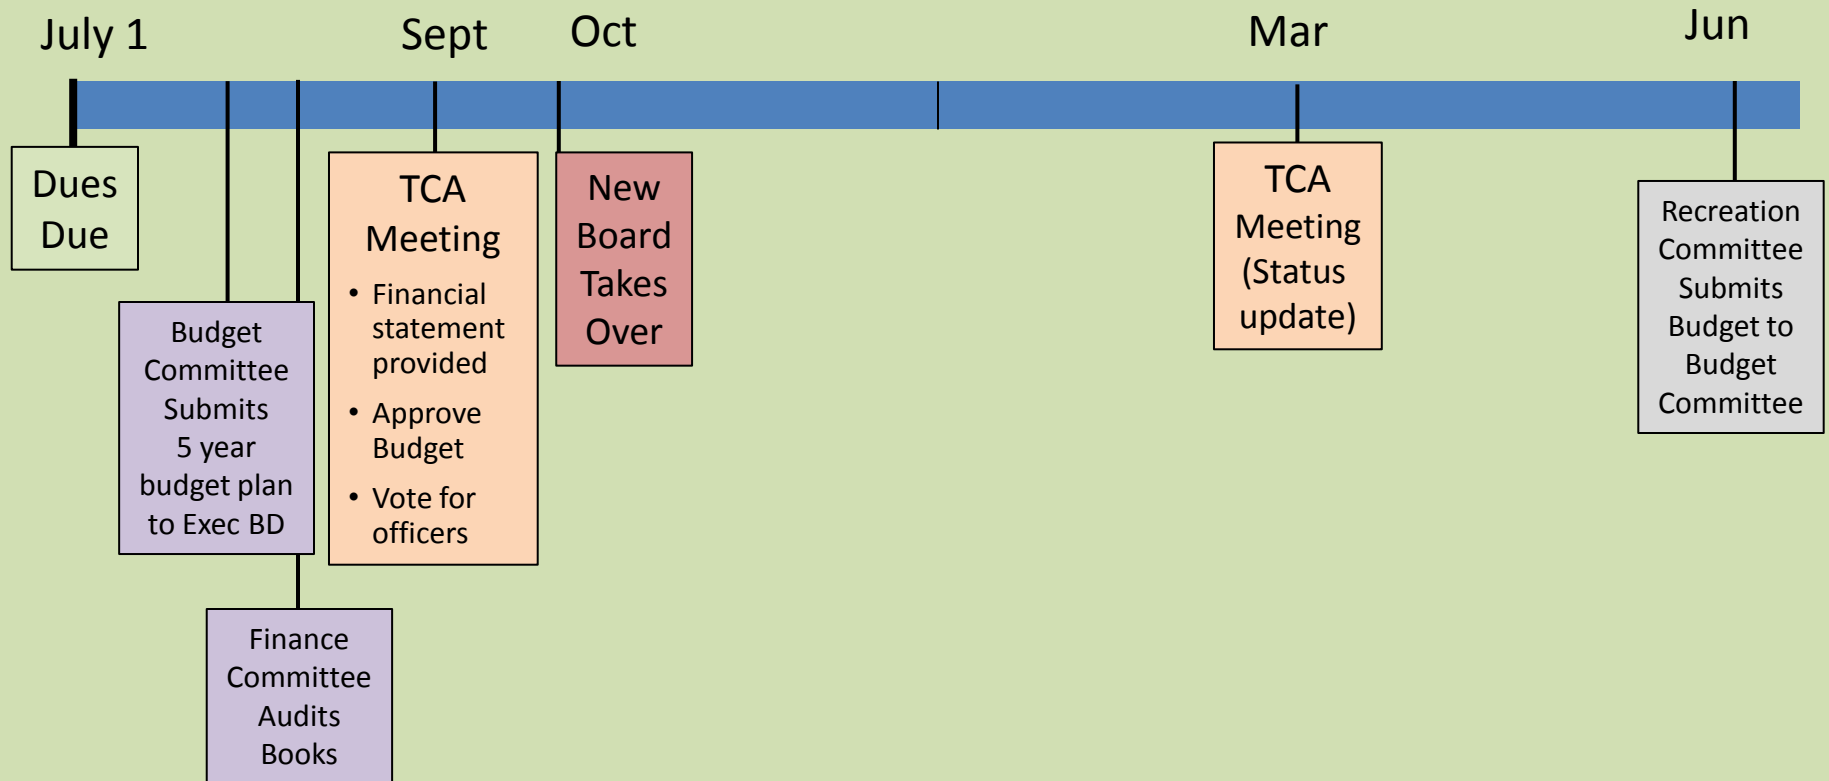 July 1
Sept
Oct
Mar
Jun
Dues
Due
Budget
Committee
Submits
5 year
budget plan
to Exec BD
Finance
Committee
Audits
Books
TCA
Meeting
• Financial
statement
provided
• Approve
Budget
• Vote for
officers
New
Board
Takes
Over
TCA
Meeting
(Status
update)
Recreation
Committee
Submits
Budget to
Budget
Committee